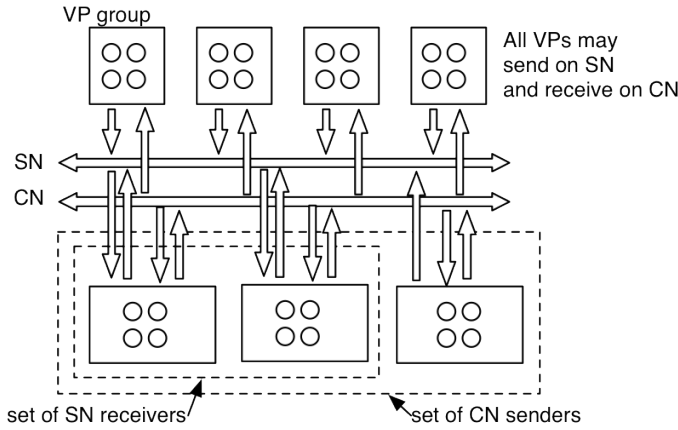 VP group
All VPs may
send on SN
and receive on CN
SN
CN
set of SN receivers
set of CN senders